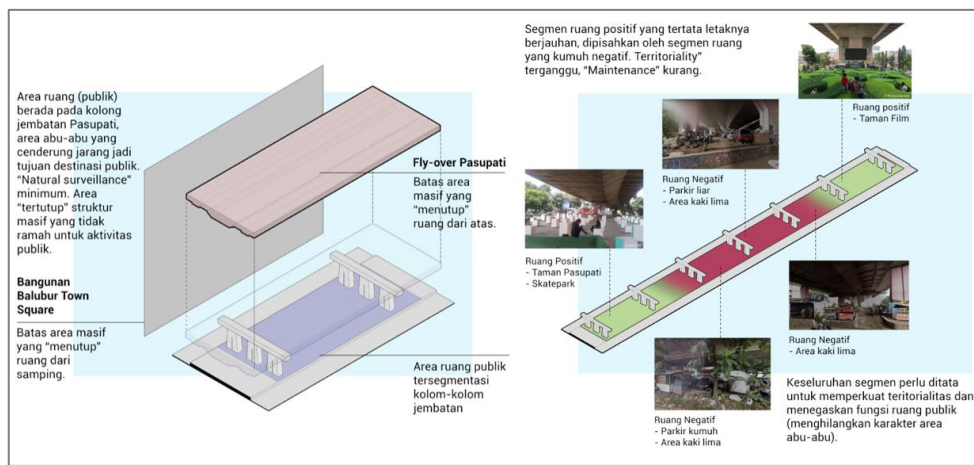 Area ruang (publik)
berada pada kolong
jembatan Pasupati,
area abu-abu yang
cenderung jarang jadi
tujuan destinasi publik.
"Natural surveillance"
minimum. Area
"tertutup" struktur
masif yang tidak
ramah untuk aktivitas
publik.
Bangunan
Balubur Town
Square
Batas area masif
yang "menutup"
ruang dari
samping.
Fly-over Pasupati
Batas area
masif yang
"menutup"
ruang dari atas.
Area ruang publik
tersegmentasi
kolom-kolom
jembatan
Segmen ruang positif yang tertata letaknya
berjauhan, dipisahkan oleh segmen ruang
yang kumuh negatif. Territoriality"
terganggu, "Maintenance" kurang.
Ruang positif
- Taman Film
Ruang Negatif
- Parkir liar
- Area kaki lima
Ruang Positif
- Taman Pasupati
- Skatepark
Ruang Negatif
- Area kaki lima
Ruang Negatif
- Parkir kumuh
- Area kaki lima
Keseluruhan segmen perlu ditata
untuk memperkuat teritorialitas dan
menegaskan fungsi ruang publik
(menghilangkan karakter area
abu-abu).